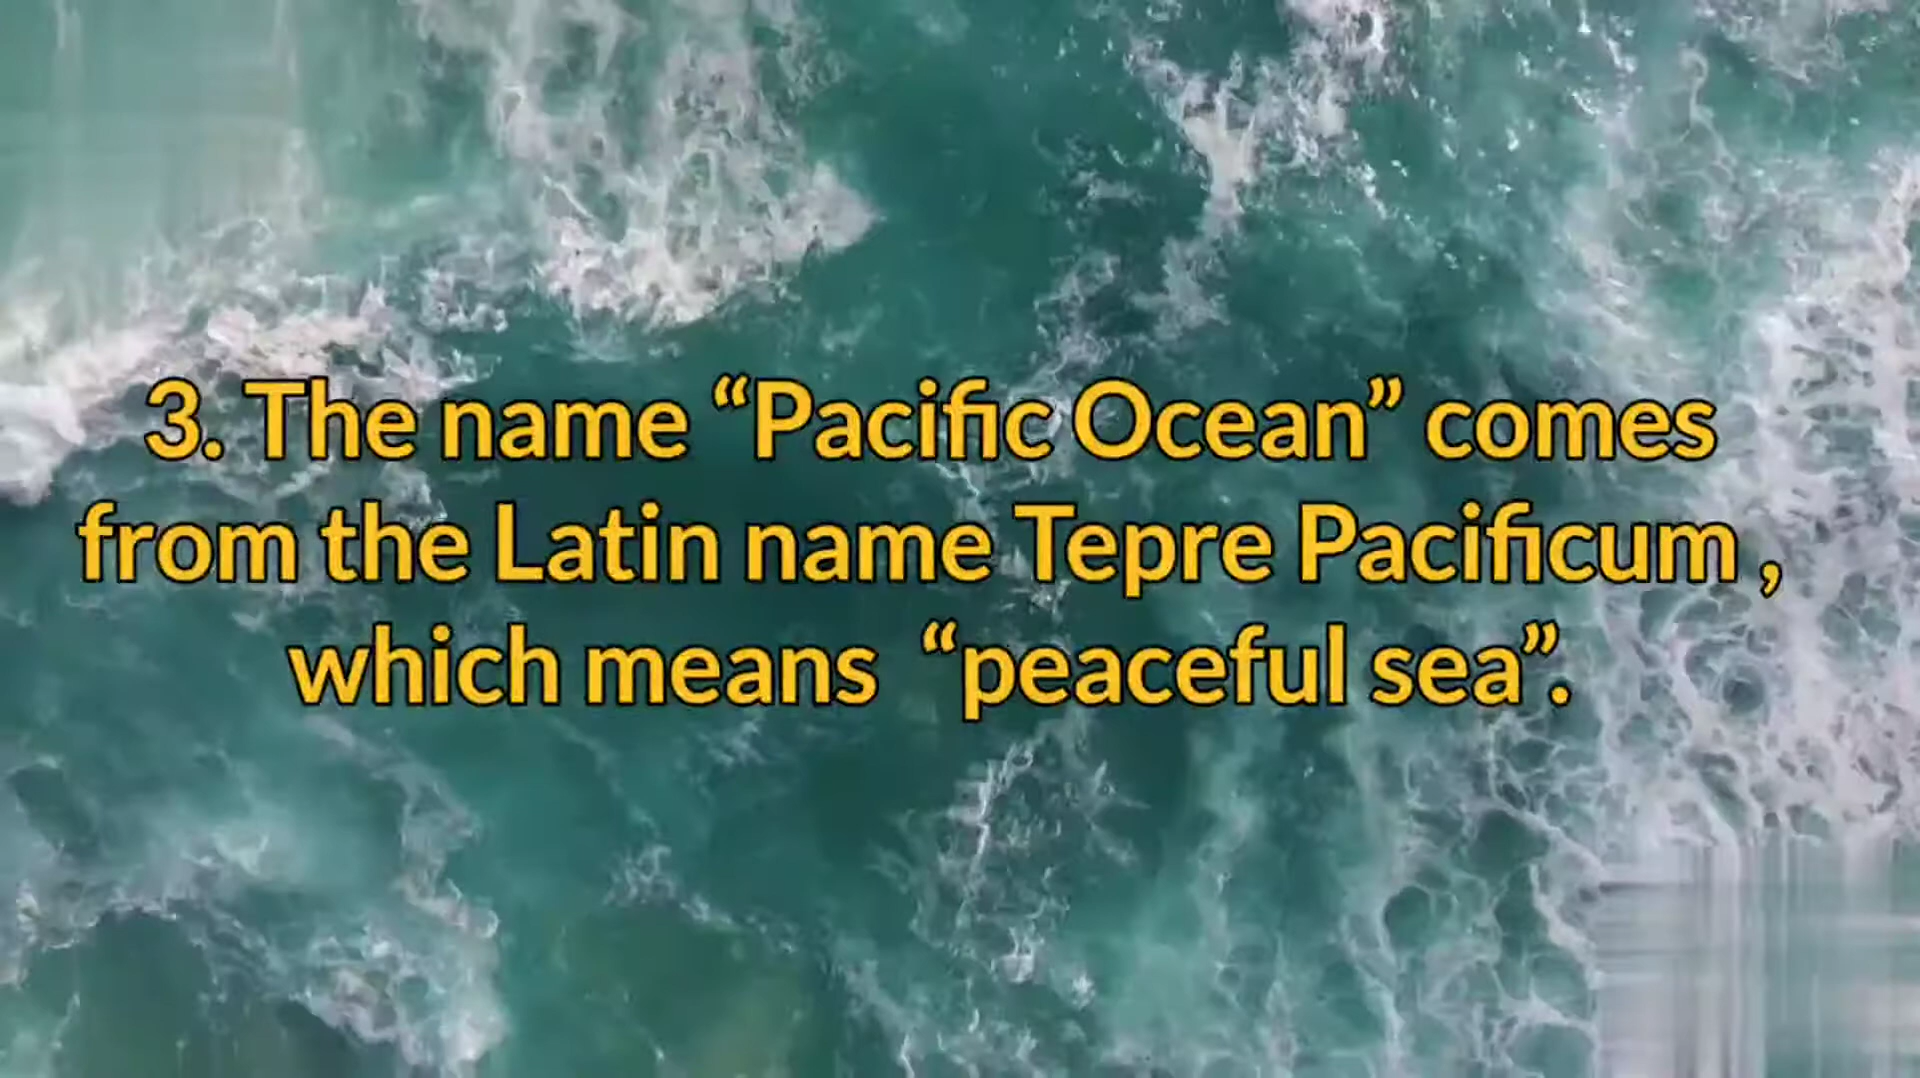 3. The name “Pacific Ocean” comes
from the Latin name Tepre Pacificum ,
which means “peaceful sea”.